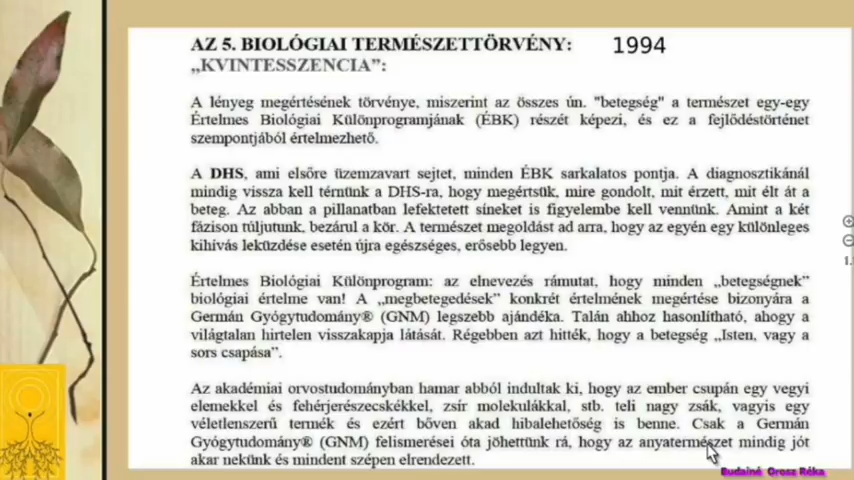 AZ 5. BIOLÓGIAI TERMÉSZETTÖRVÉNY: 1994
„KVINTESSZENCIA”:
A lényeg megértésének törvénye, miszerint az összes ún. "betegség" a természet egy-egy
Értelmes Biológiai Különprogramjának (ÉBK) részét képezi, és ez a fejlődéstörténet
szempontjából értelmezhető.
A DHS, ami elsőre üzemzavart sejtet, minden ÉBK sarkalatos pontja. A diagnosztikánál
mindig vissza kell térnünk a DHS-ra, hogy megértsük, mire gondolt, mit érzett, mit élt át a
beteg. Az abban a pillanatban lefektetett síneket is figyelembe kell vennünk. Amint a két
fázison túljutunk, bezárul a kör. A természet megoldást ad arra, hogy az egyén egy különleges
kihívás leküzdése esetén újra egészséges, erősebb legyen.
Értelmes Biológiai Különprogram: az elnevezés rámutat, hogy minden „betegségnek”
biológiai értelme van! A „megbetegedések” konkrét értelmének megértése bizonyára a
Germán Gyógytudomány® (GNM) legszebb ajándéka. Talán ahhoz hasonlítható, ahogy a
világtalan hirtelen visszakapja látását. Régebben azt hitték, hogy a betegség „Isten, vagy a
sors csapása”.
Az akadémiai orvostudományban hamar abból indultak ki, hogy az ember csupán egy vegyi
elemekkel és fehérjerészecskékkel, zsír molekulákkal, stb. teli nagy zsák, vagyis egy
véletlenszerű termék és ezért bőven akad hibalehetőség is benne. Csak a Germán
Gyógytudomány® (GNM) felismerései óta jöhettünk rá, hogy az anyatermészet mindig jót
akar nekünk és mindent szépen elrendezett.
Budainé Orosz Réka